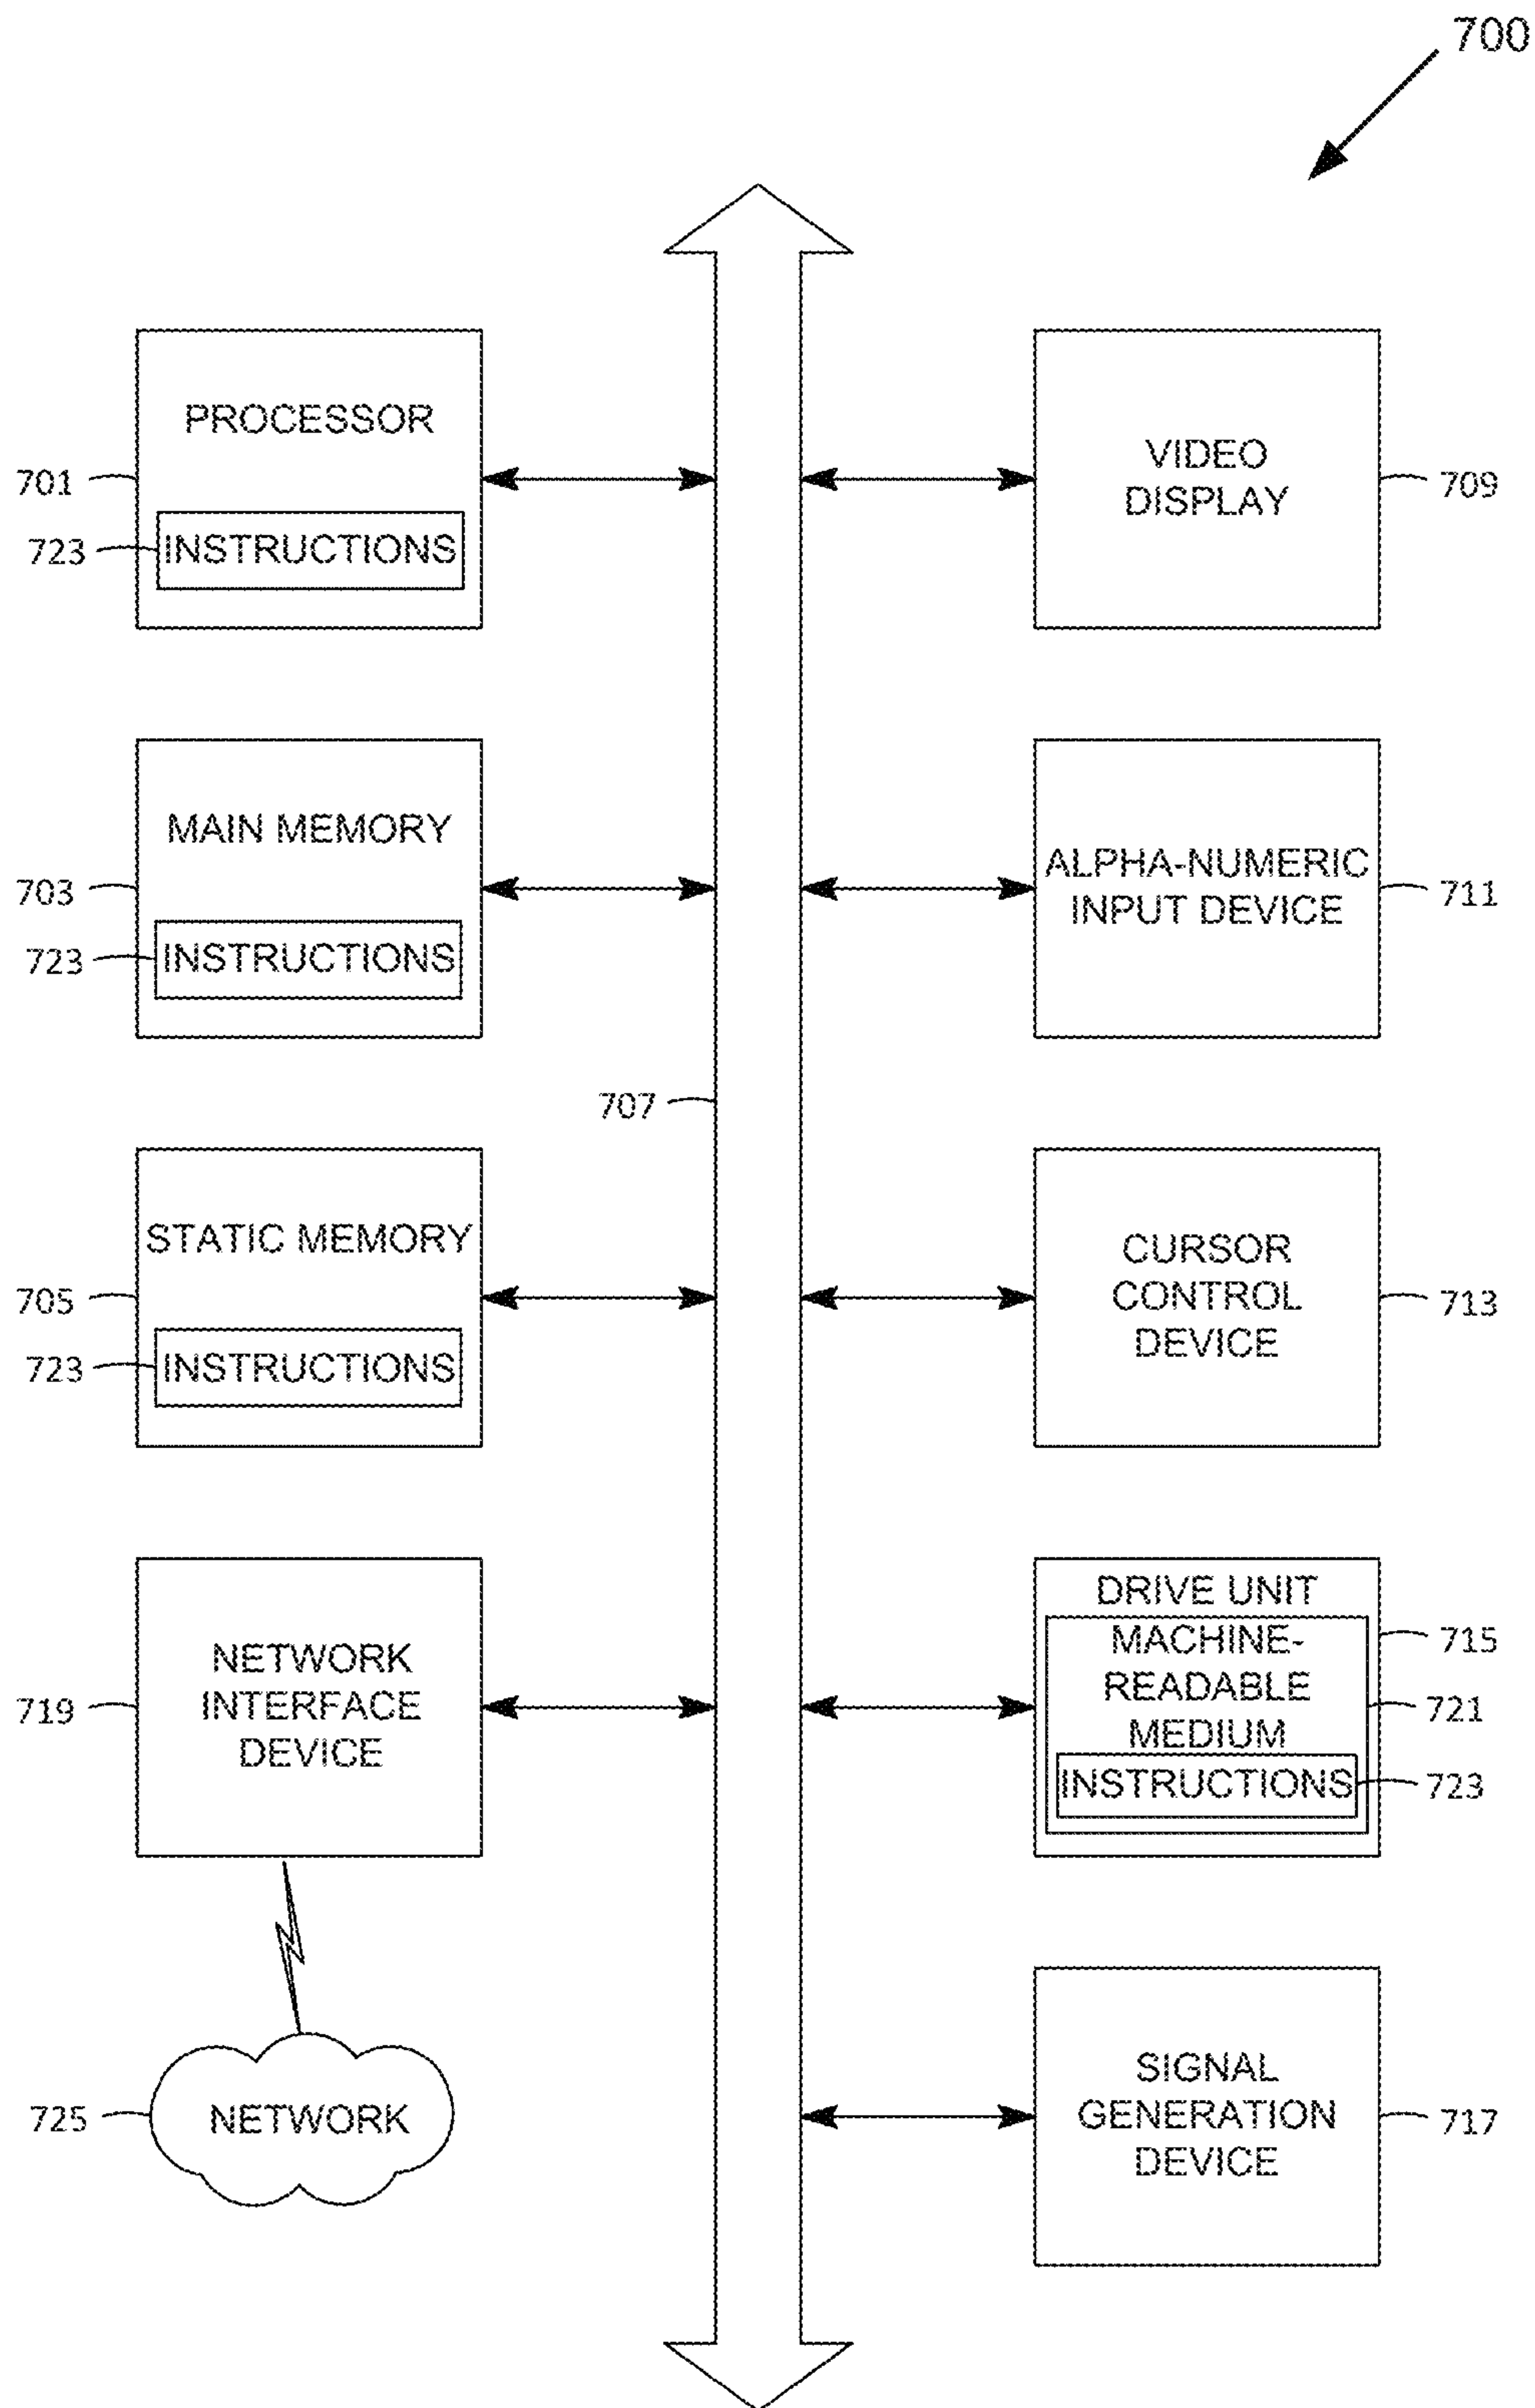 700
PROCESSOR
701
723
INSTRUCTIONS
VIDEO
DISPLAY
709
MAIN MEMORY
703
723
INSTRUCTIONS
ALPHA-NUMERIC
INPUT DEVICE
711
707
STATIC MEMORY
705
723
INSTRUCTIONS
CURSOR
CONTROL
DEVICE
713
NETWORK
INTERFACE
DEVICE
719
DRIVE UNIT
MACHINE-
READABLE
MEDIUM
INSTRUCTIONS
715
721
723
725
NETWORK
SIGNAL
GENERATION
DEVICE
717